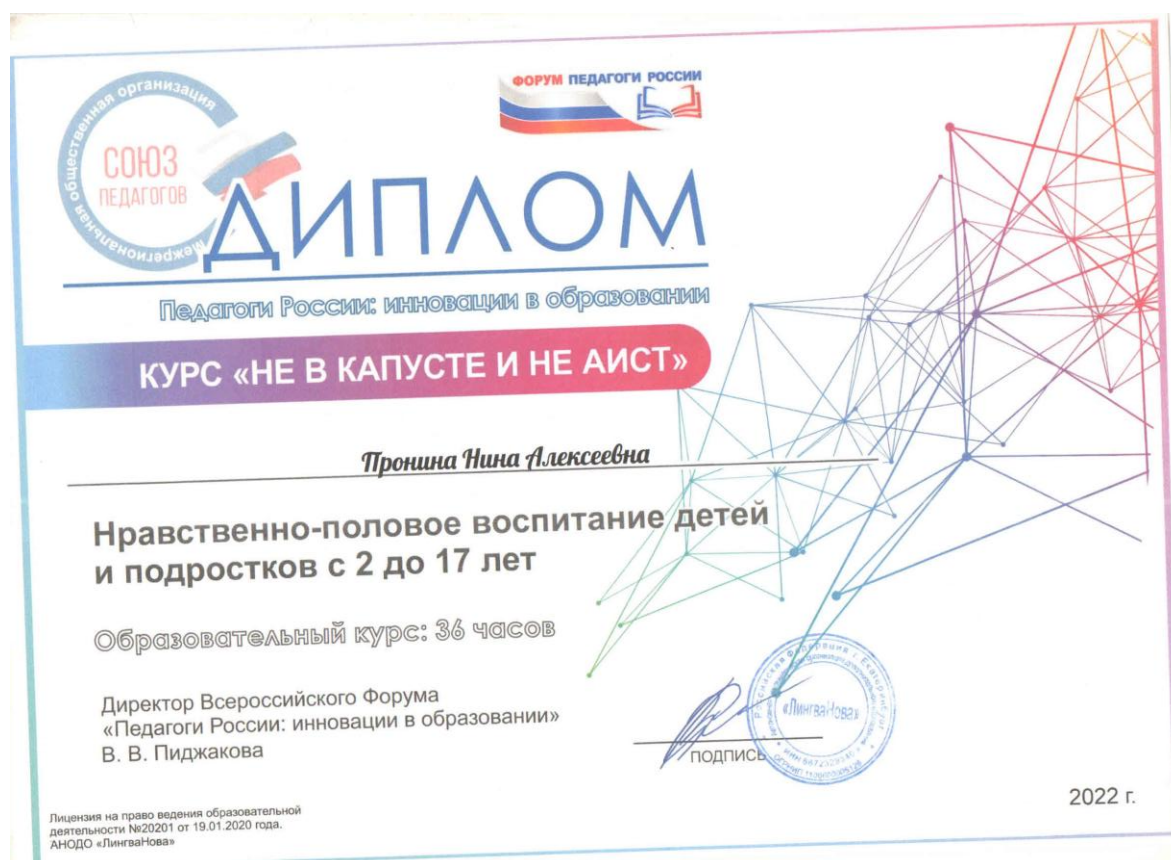 Межрегиональная общественная организация
СОЮЗ
ПЕДАГОГОВ
ФОРУМ ПЕДАГОГИ РОССИИ
ДИПЛОМ
Педагоги России: инновации в образовании
КУРС «НЕ В КАПУСТЕ И НЕ АИСТ»
Пронина Нина Алексеевна
Нравственно-половое воспитание детей
и подростков с 2 до 17 лет
Образовательный курс: 36 часов
Директор Всероссийского Форума
«Педагоги России: инновации в образовании»
В. В. Пиджакова
ПОДПИСЬ
Российская Федерация г. Екатеринбург
«ЛингваНова»
2022 г.
Лицензия на право ведения образовательной
деятельности №20201 от 19.01.2020 года.
АНОДО «ЛингваНова»